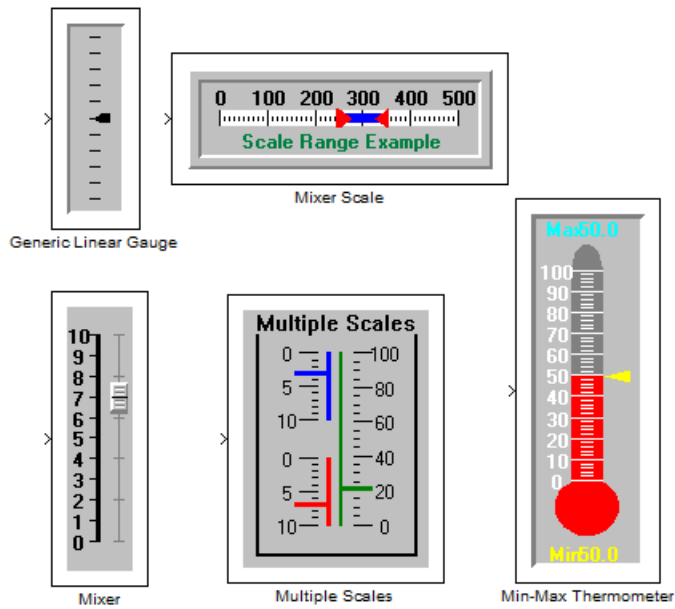 0 100 200 300 400 500
Scale Range Example
Mixer Scale
Generic Linear Gauge
Max50.0
100
90
80
70
60
50
40
30
20
10
0
Min50.0
Min-Max Thermometer
10
9
8
7
6
5
4
3
2
1
0
Mixer
Multiple Scales
0 100
5 80
10 60
0 40
5 20
10 0
Multiple Scales